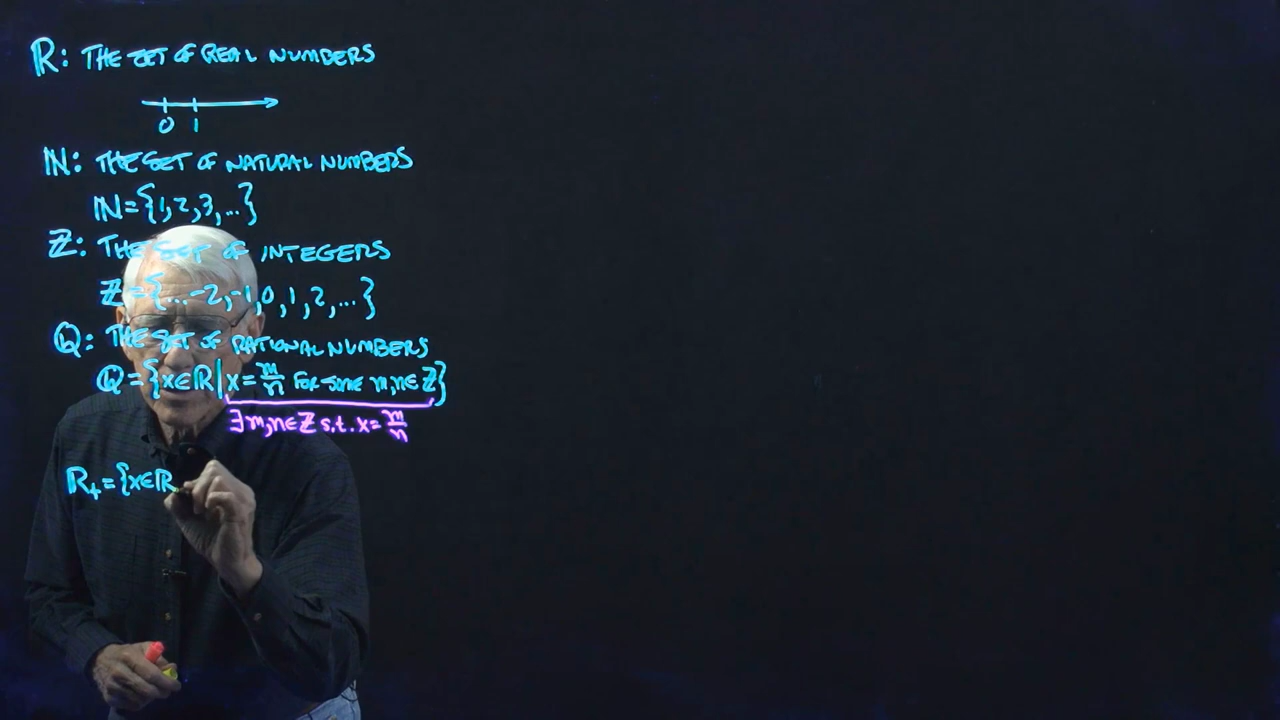 ℝ: THE SET OF REAL NUMBERS
0 1
ℕ: THE SET OF NATURAL NUMBERS
ℕ={1,2,3,...}
ℤ: THE SET OF INTEGERS
ℤ={...-2,-1,0,1,2,...}
ℚ: THE SET OF RATIONAL NUMBERS
ℚ={x∈ℝ|x=m/n FOR SOME m,n∈ℤ}
∃m,n∈ℤ s.t. x=m/n
ℝ₊={x∈ℝ